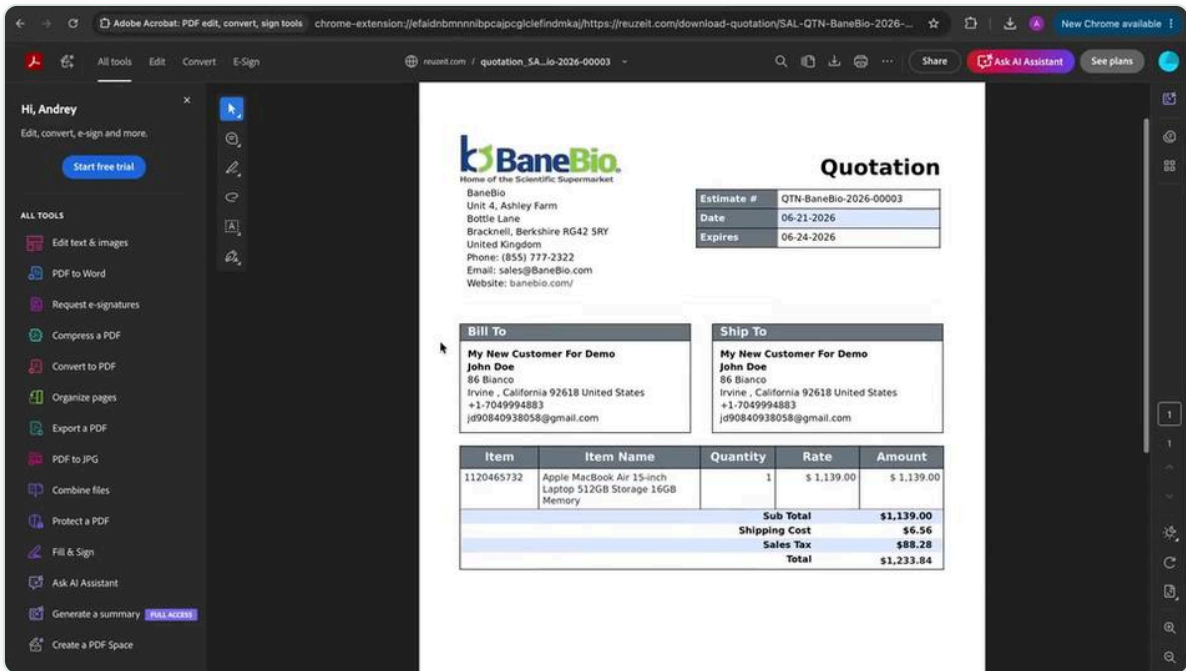 Adobe Acrobat: PDF edit, convert, sign tools
chrome-extension://efaidnbmnnnibpcajpcglclefindmkaj/https://reuzeit.com/download-quotation/SAL-QTN-BaneBio-2026-...
A
New Chrome available
All tools
Edit
Convert
E-Sign
reuzeit.com / quotation_SA...io-2026-00003
Share
Ask AI Assistant
See plans
Hi, Andrey
Edit, convert, e-sign and more.
Start free trial
ALL TOOLS
Edit text & images
PDF to Word
Request e-signatures
Compress a PDF
Convert to PDF
Organize pages
Export a PDF
PDF to JPG
Combine files
Protect a PDF
Fill & Sign
Ask AI Assistant
Generate a summary FULL ACCESS
Create a PDF Space
BaneBio.
Home of the Scientific Supermarket
BaneBio
Unit 4, Ashley Farm
Bottle Lane
Bracknell, Berkshire RG42 5RY
United Kingdom
Phone: (855) 777-2322
Email: sales@BaneBio.com
Website: banebio.com/
Quotation
Estimate # QTN-BaneBio-2026-00003
Date 06-21-2026
Expires 06-24-2026
Bill To
My New Customer For Demo
John Doe
86 Bianco
Irvine , California 92618 United States
+1-7049994883
jd90840938058@gmail.com
Ship To
My New Customer For Demo
John Doe
86 Bianco
Irvine , California 92618 United States
+1-7049994883
jd90840938058@gmail.com
Item Item Name Quantity Rate Amount
1120465732 Apple MacBook Air 15-inch 1 $ 1,139.00 $ 1,139.00
Laptop 512GB Storage 16GB
Memory
Sub Total $1,139.00
Shipping Cost $6.56
Sales Tax $88.28
Total $1,233.84
1
1